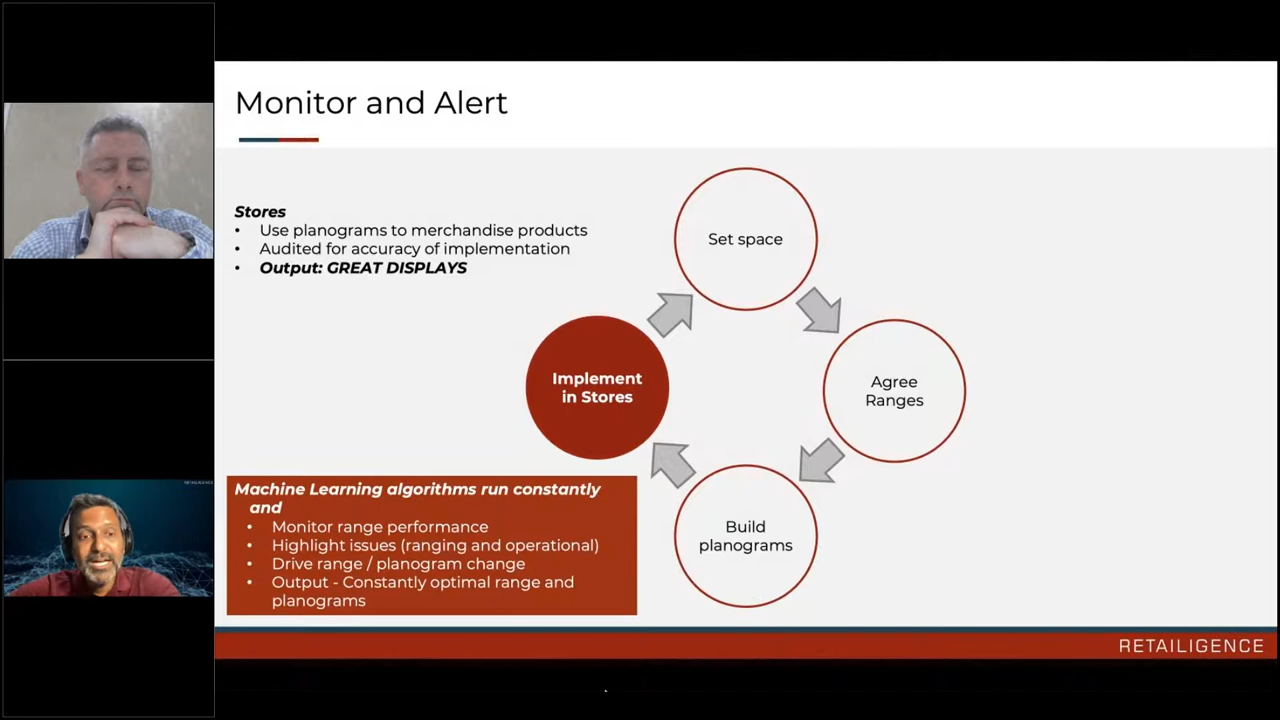 Monitor and Alert
Stores
• Use planograms to merchandise products
• Audited for accuracy of implementation
• Output: GREAT DISPLAYS
Set space
Agree
Ranges
Build
planograms
Implement
in Stores
Machine Learning algorithms run constantly
and
• Monitor range performance
• Highlight issues (ranging and operational)
• Drive range / planogram change
• Output - Constantly optimal range and
planograms
RETAILIGENCE
RETAILIGENCE